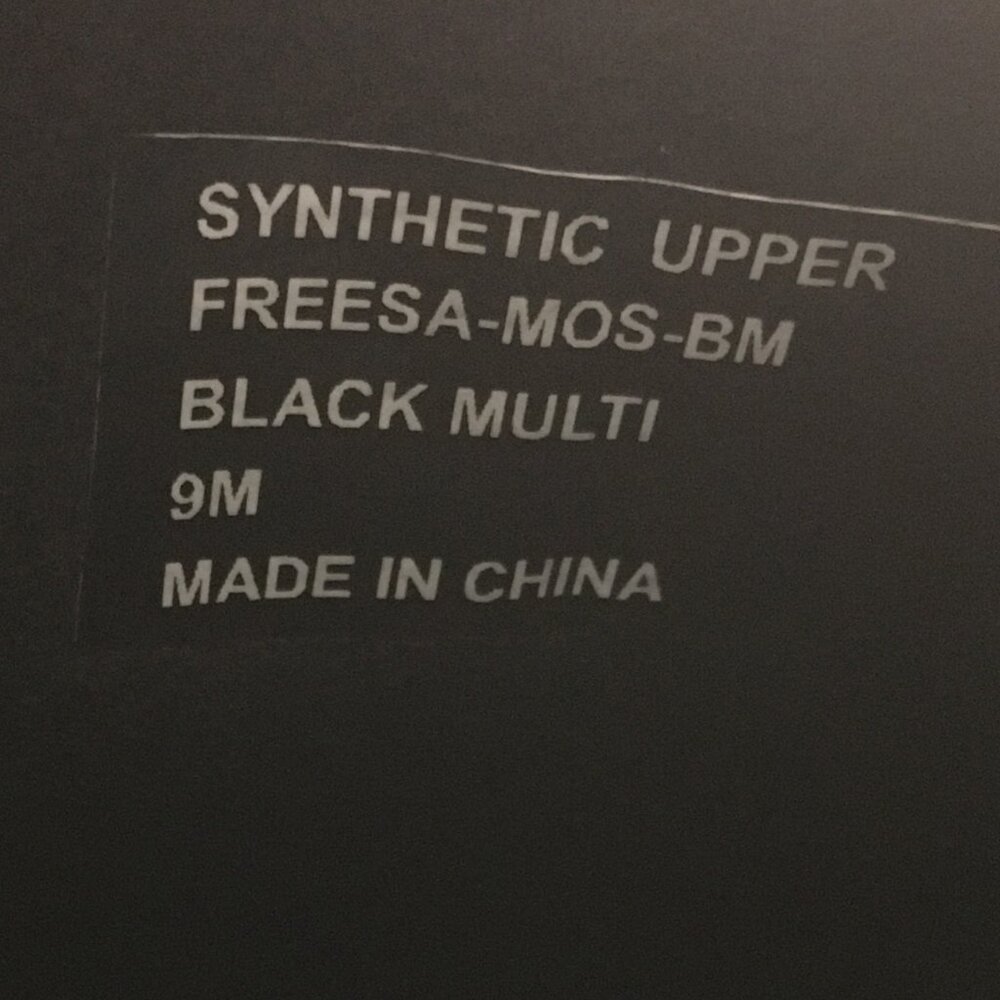 SYNTHETIC UPPER
FREESA-MOS-BM
BLACK MULTI
9M
MADE IN CHINA